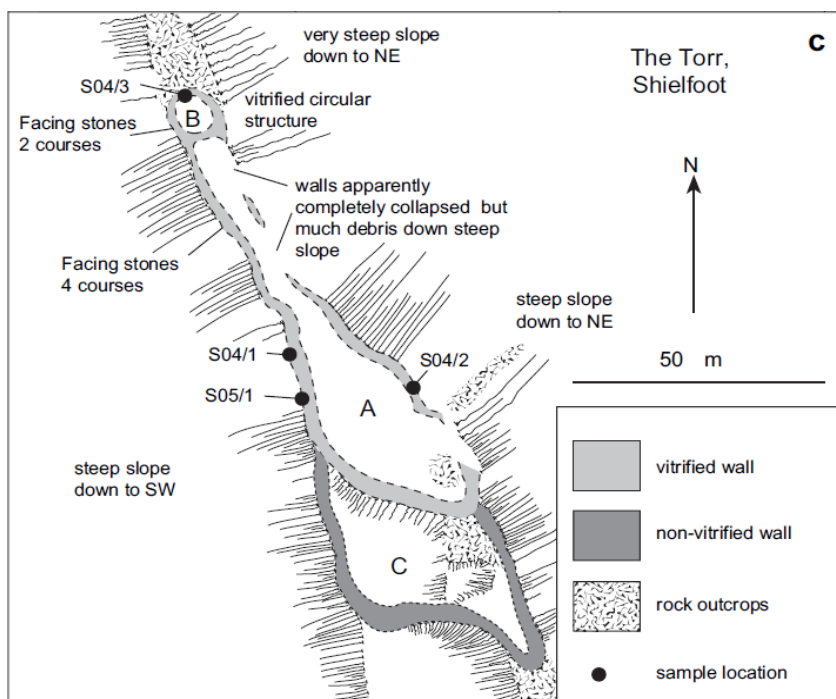 very steep slope
down to NE
c
The Torr,
Shielfoot
S04/3
B
vitrified circular
structure
Facing stones
2 courses
N
walls apparently
completely collapsed but
much debris down steep
slope
Facing stones
4 courses
steep slope
down to NE
S04/1
S04/2
50 m
S05/1
A
steep slope
down to SW
vitrified wall
non-vitrified wall
C
rock outcrops
sample location